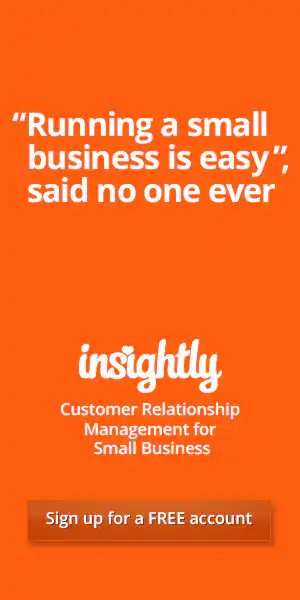 “Running a small
business is easy”,
said no one ever
insightly
Customer Relationship
Management for
Small Business
Sign up for a FREE account